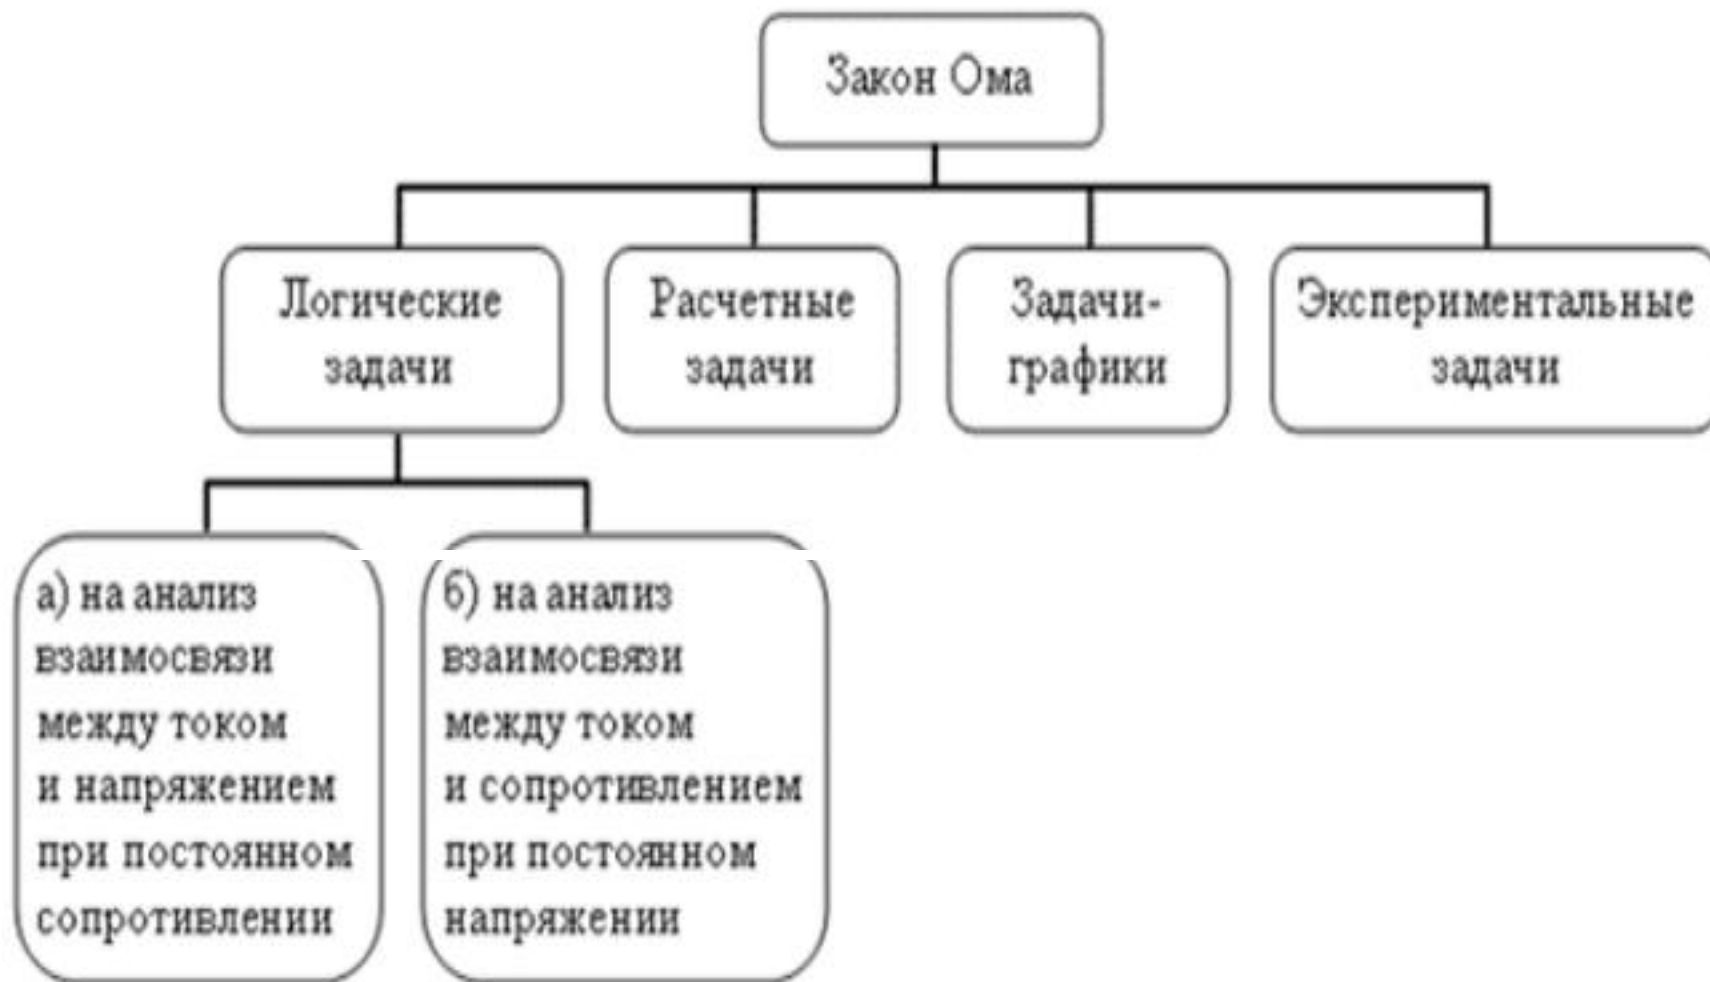 Закон Ома
Логические
задачи
Расчетные
задачи
Задачи-
графики
Экспериментальные
задачи
а) на анализ
взаимосвязи
между током
и напряжением
при постоянном
сопротивлении
б) на анализ
взаимосвязи
между током
и сопротивлением
при постоянном
напряжении